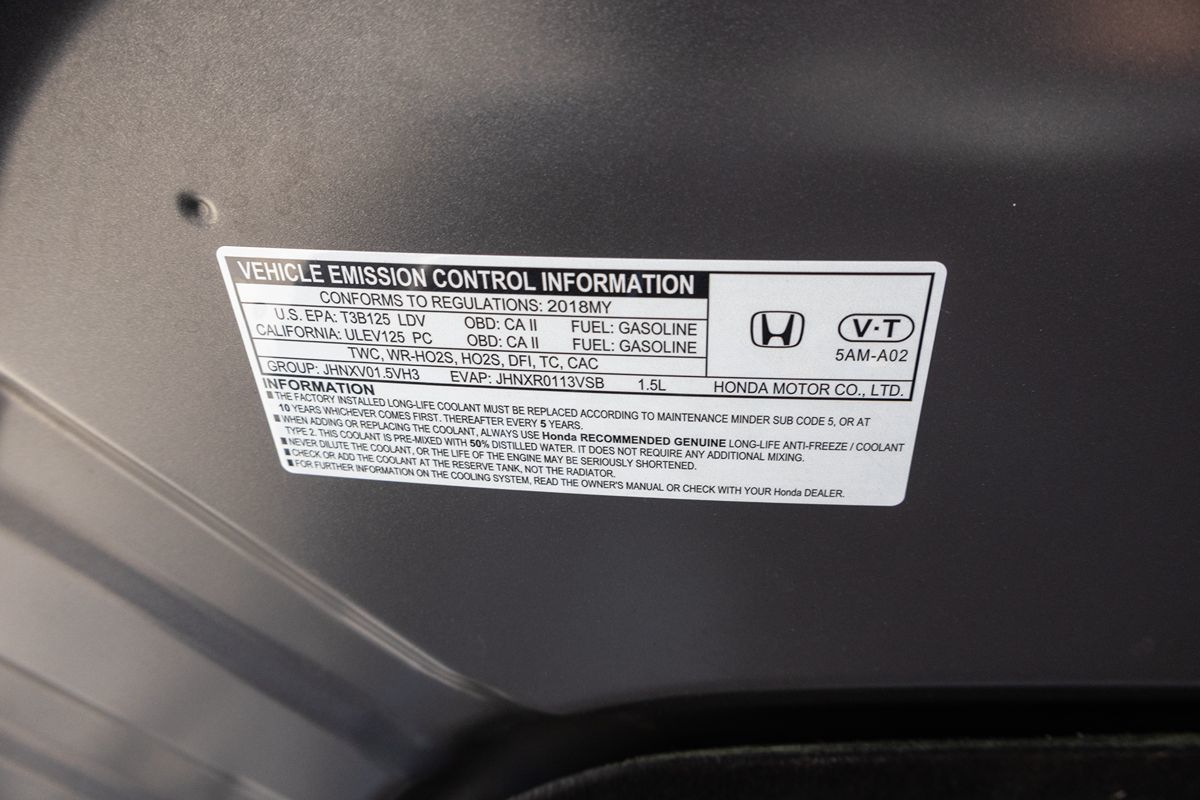 VEHICLE EMISSION CONTROL INFORMATION
CONFORMS TO REGULATIONS: 2018MY
U.S. EPA: T3B125 LDV OBD: CA II FUEL: GASOLINE
CALIFORNIA: ULEV125 PC OBD: CA II FUEL: GASOLINE
TWC, WR-HO2S, HO2S, DFI, TC, CAC
GROUP: JHNXV01.5VH3 EVAP: JHNXR0113VSB 1.5L
V·T
5AM-A02
HONDA MOTOR CO., LTD.
INFORMATION
■THE FACTORY INSTALLED LONG-LIFE COOLANT MUST BE REPLACED ACCORDING TO MAINTENANCE MINDER SUB CODE 5, OR AT
10 YEARS WHICHEVER COMES FIRST. THEREAFTER EVERY 5 YEARS.
■WHEN ADDING OR REPLACING THE COOLANT, ALWAYS USE Honda RECOMMENDED GENUINE LONG-LIFE ANTI-FREEZE / COOLANT
TYPE 2. THIS COOLANT IS PRE-MIXED WITH 50% DISTILLED WATER. IT DOES NOT REQUIRE ANY ADDITIONAL MIXING.
■NEVER DILUTE THE COOLANT, OR THE LIFE OF THE ENGINE MAY BE SERIOUSLY SHORTENED.
■CHECK OR ADD THE COOLANT AT THE RESERVE TANK, NOT THE RADIATOR.
■FOR FURTHER INFORMATION ON THE COOLING SYSTEM, READ THE OWNER'S MANUAL OR CHECK WITH YOUR Honda DEALER.